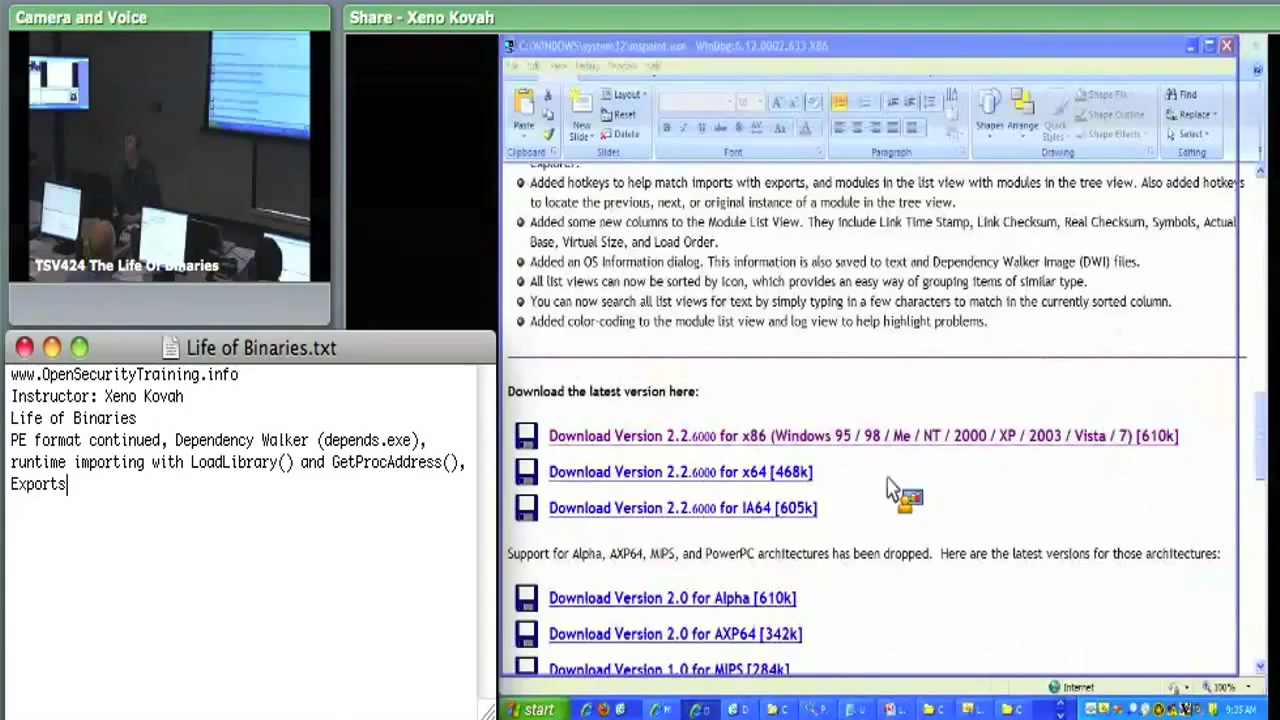 Camera and Voice
TSV424 The Life Of Binaries
Life of Binaries.txt
www.OpenSecurityTraining.info
Instructor: Xeno Kovah
Life of Binaries
PE format continued, Dependency Walker (depends.exe),
runtime importing with LoadLibrary() and GetProcAddress(),
Exports
Share - Xeno Kovah
C:\WINDOWS\system32\mspaint.exe - WinDbg:6.12.0002.633 X86
Paste
Clipboard
New
Slide
Layout
Reset
Delete
Slides
Font
Paragraph
Shapes
Arrange
Quick
Styles
Shape Fill
Shape Outline
Shape Effects
Drawing
Find
Replace
Select
Editing
Explorer.
Added hotkeys to help match imports with exports, and modules in the list view with modules in the tree view. Also added hotkeys
to locate the previous, next, or original instance of a module in the tree view.
Added some new columns to the Module List View. They include Link Time Stamp, Link Checksum, Real Checksum, Symbols, Actual
Base, Virtual Size, and Load Order.
Added an OS Information dialog. This information is also saved to text and Dependency Walker Image (DWI) files.
All list views can now be sorted by icon, which provides an easy way of grouping items of similar type.
You can now search all list views for text by simply typing in a few characters to match in the currently sorted column.
Added color-coding to the module list view and log view to help highlight problems.
Download the latest version here:
Download Version 2.2.6000 for x86 (Windows 95 / 98 / Me / NT / 2000 / XP / 2003 / Vista / 7) [610k]
Download Version 2.2.6000 for x64 [468k]
Download Version 2.2.6000 for IA64 [605k]
Support for Alpha, AXP64, MIPS, and PowerPC architectures has been dropped. Here are the latest versions for those architectures:
Download Version 2.0 for Alpha [610k]
Download Version 2.0 for AXP64 [342k]
Download Version 1.0 for MIPS [284k]
Internet
100%
start
9:35 AM